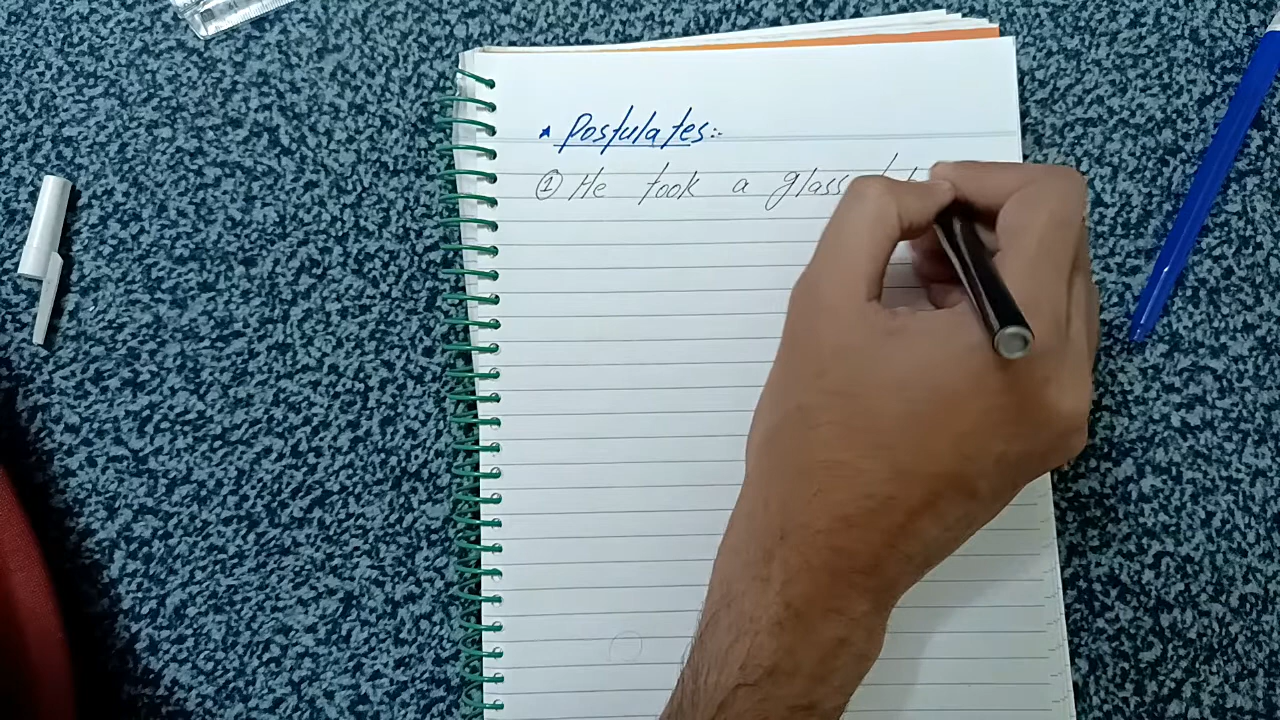 * Postulates:-
① He took a glass